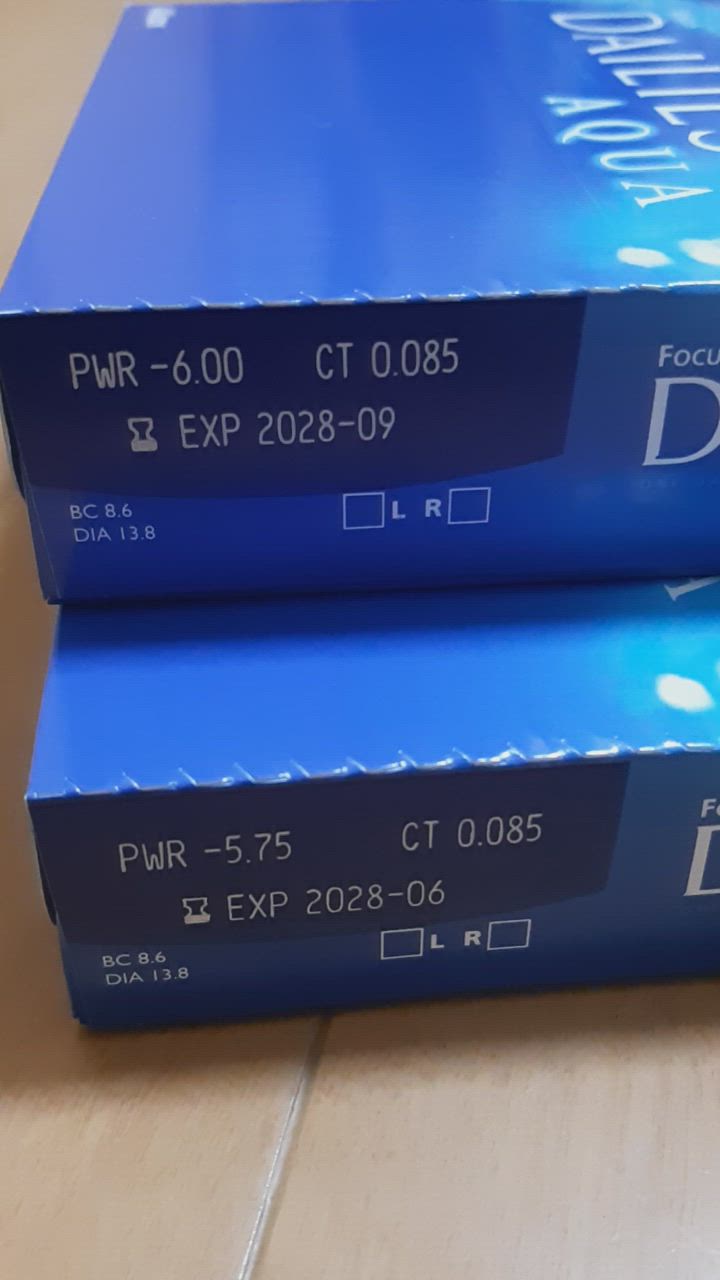 DAILIES
AQUA
PWR -6.00 CT 0.085
EXP 2028-09
BC 8.6
DIA 13.8
L R
PWR -5.75 CT 0.085
EXP 2028-06
BC 8.6
DIA 13.8
L R